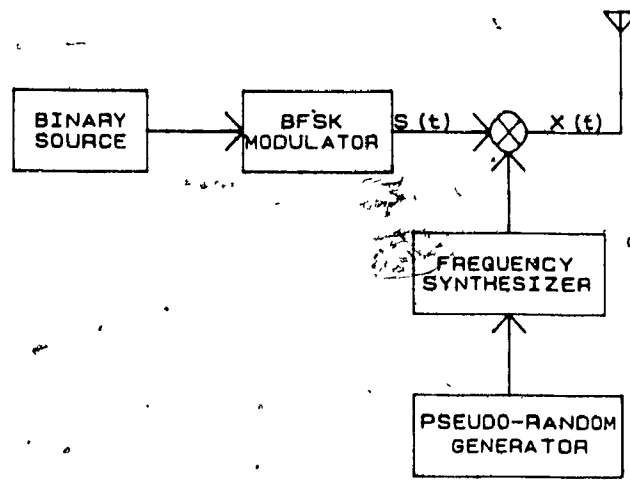 BINARY
SOURCE
BFSK
MODULATOR
S(t)
X(t)
FREQUENCY
SYNTHESIZER
PSEUDO-RANDOM
GENERATOR